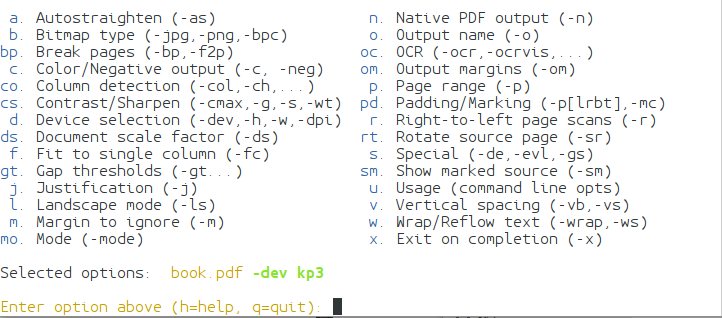 a. Autostraighten (-as) n. Native PDF output (-n)
b. Bitmap type (-jpg,-png,-bpc) o. Output name (-o)
bp. Break pages (-bp,-f2p) oc. OCR (-ocr,-ocrvis,...)
c. Color/Negative output (-c, -neg) om. Output margins (-om)
co. Column detection (-col,-ch,...) p. Page range (-p)
cs. Contrast/Sharpen (-cmax,-g,-s,-wt) pd. Padding/Marking (-p[lrbt],-mc)
d. Device selection (-dev,-h,-w,-dpi) r. Right-to-left page scans (-r)
ds. Document scale factor (-ds) rt. Rotate source page (-sr)
f. Fit to single column (-fc) s. Special (-de,-evl,-gs)
gt. Gap thresholds (-gt...) sm. Show marked source (-sm)
j. Justification (-j) u. Usage (command line opts)
l. Landscape mode (-ls) v. Vertical spacing (-vb,-vs)
m. Margin to ignore (-m) w. Wrap/Reflow text (-wrap,-ws)
mo. Mode (-mode) x. Exit on completion (-x)
Selected options: book.pdf -dev kp3
Enter option above (h=help, q=quit):